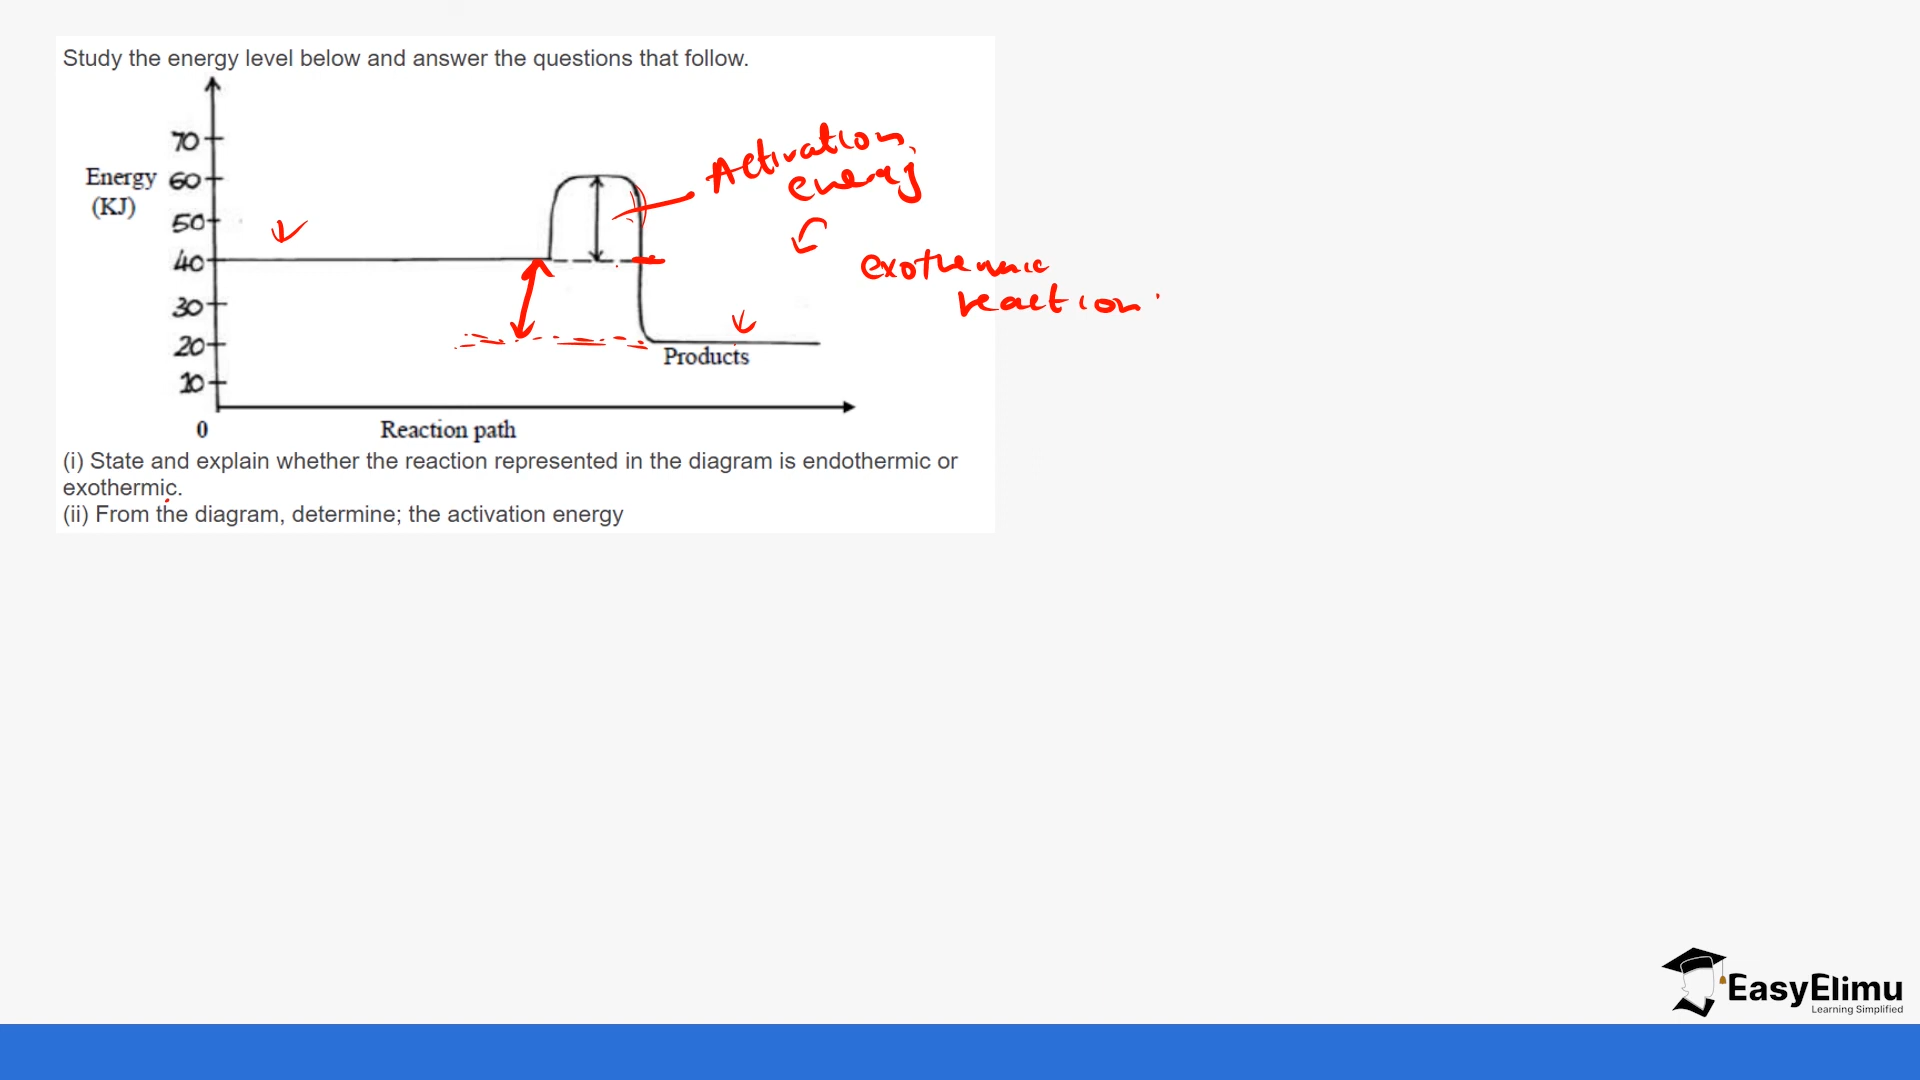 Study the energy level below and answer the questions that follow.
70
Energy 60
(KJ)
50
40
30
20
10
0
Activation
energy
exothermic
reaction
Products
Reaction path
(i) State and explain whether the reaction represented in the diagram is endothermic or
exothermic.
(ii) From the diagram, determine; the activation energy
EasyElimu
Learning Simplified